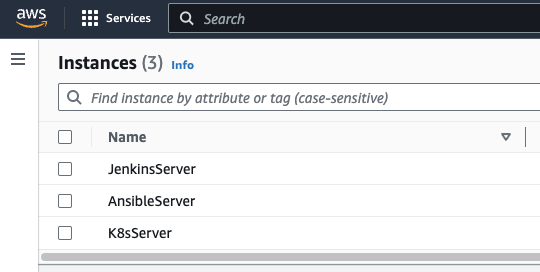 aws
Services
Search
Instances (3) Info
Find instance by attribute or tag (case-sensitive)
Name
JenkinsServer
AnsibleServer
K8sServer